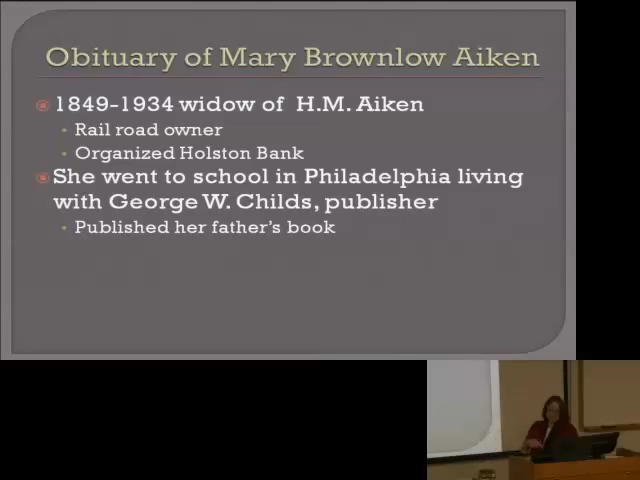 Obituary of Mary Brownlow Aiken
1849-1934 widow of H.M. Aiken
Rail road owner
Organized Holston Bank
She went to school in Philadelphia living
with George W. Childs, publisher
Published her father's book